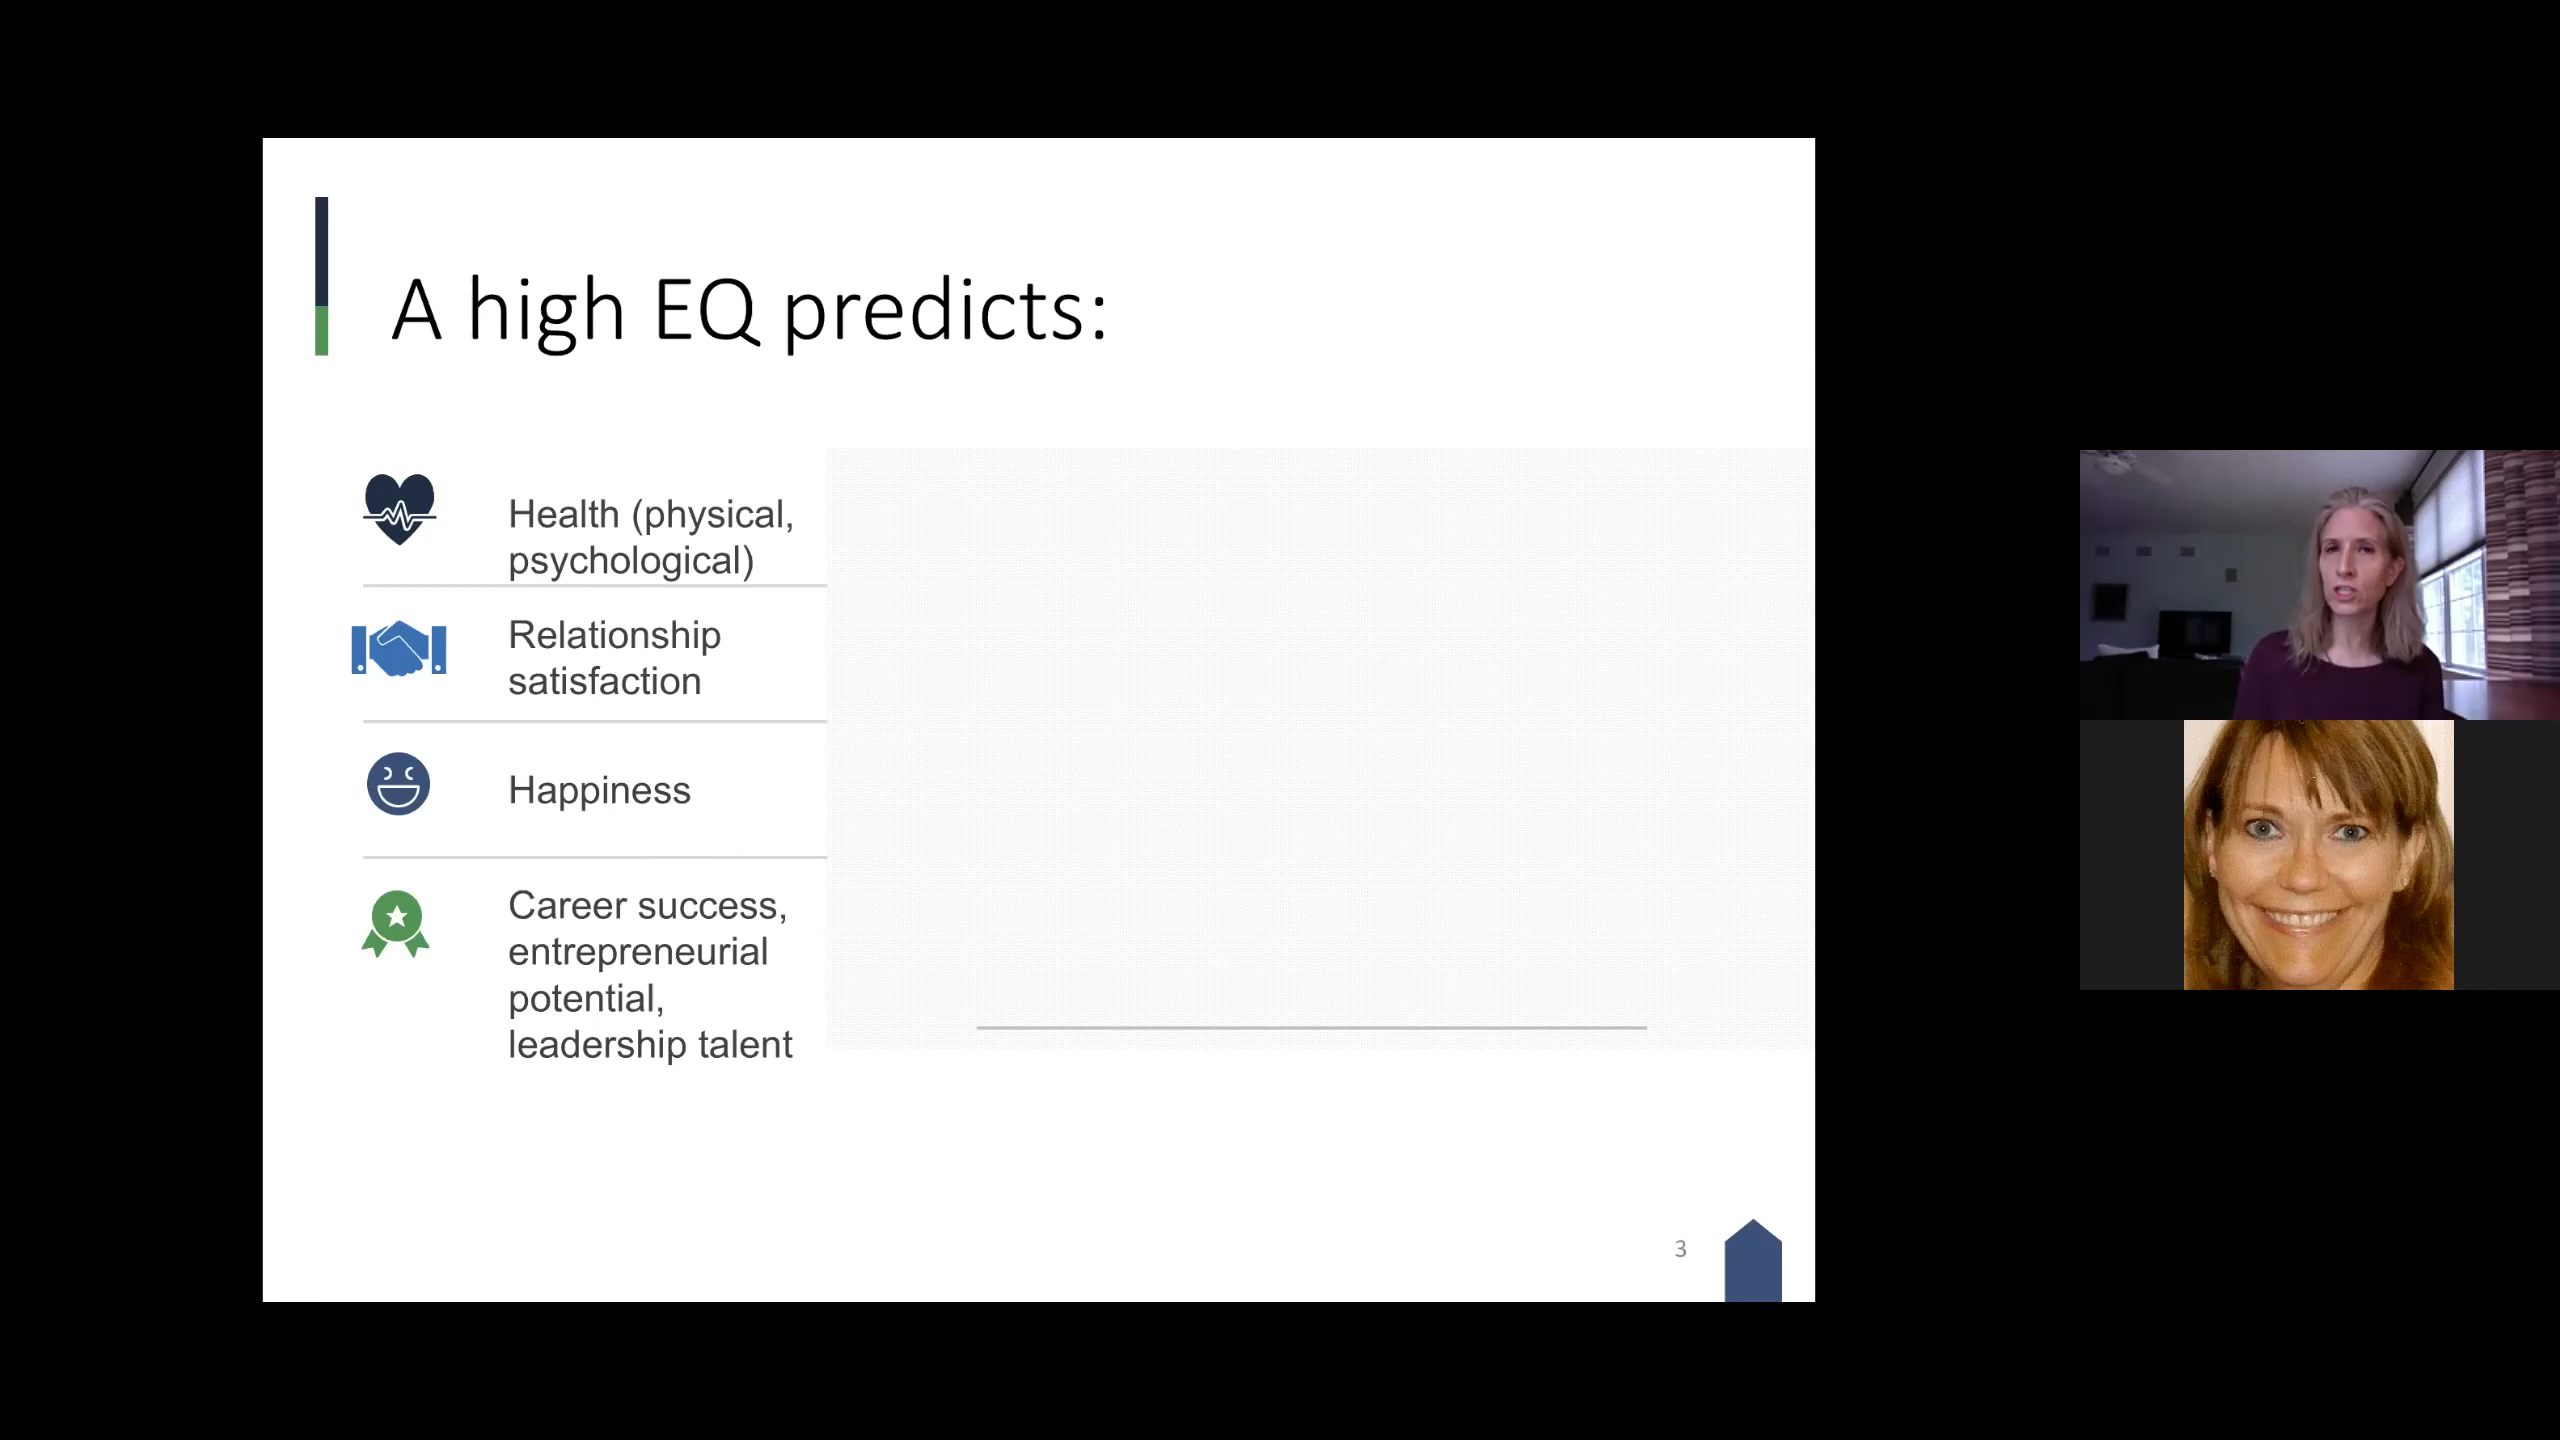 A high EQ predicts:
Health (physical,
psychological)
Relationship
satisfaction
Happiness
Career success,
entrepreneurial
potential,
leadership talent
3